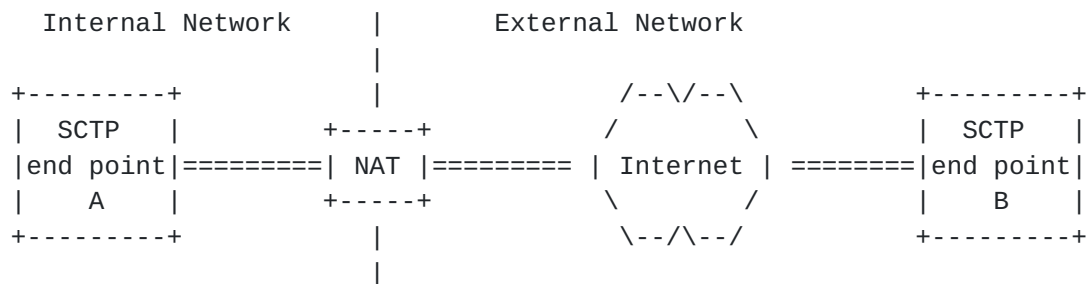 Internal Network | External Network
|
+---------+ | /--\/--\ +---------+
| SCTP | +-----+ / \ | SCTP |
|end point|=========| NAT |========= | Internet | ========|end point|
| A | +-----+ \ / | B |
+---------+ | \--/\--/ +---------+
|